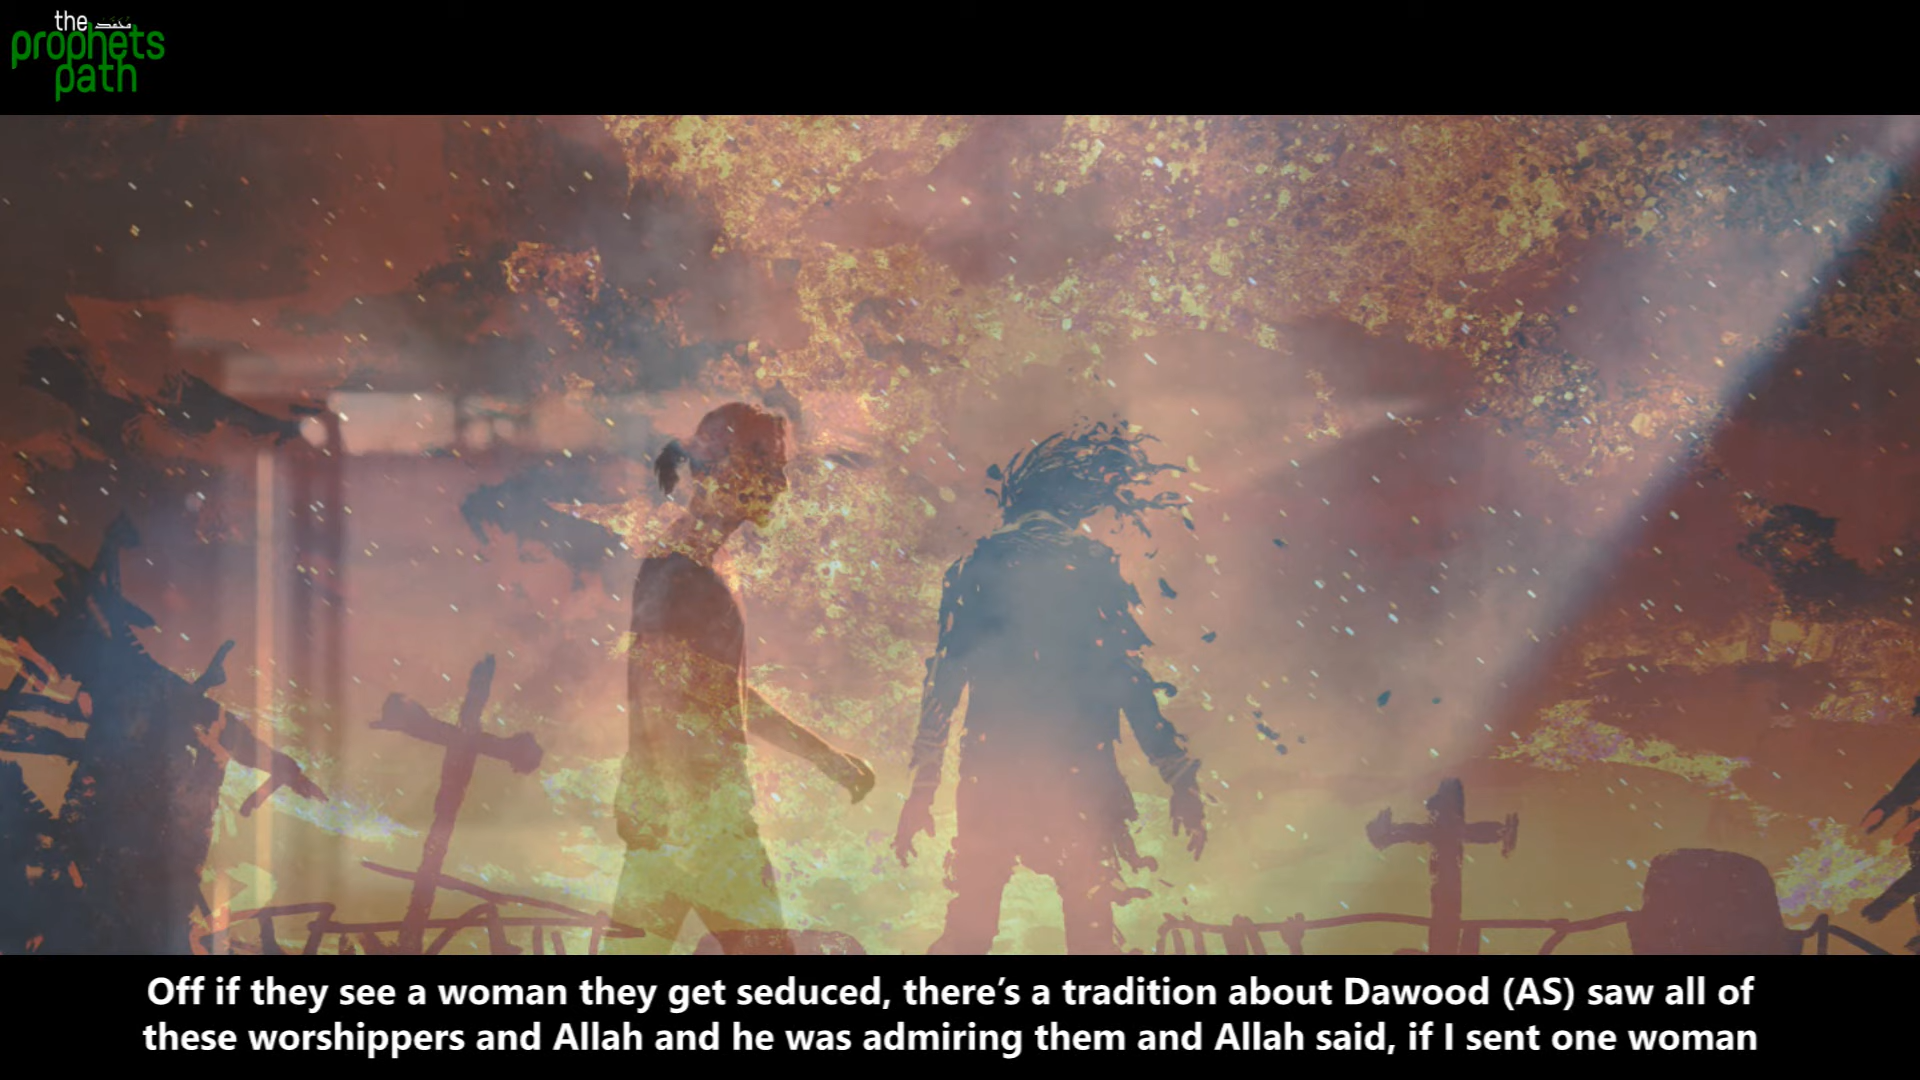 the محمد
prophets
path
Off if they see a woman they get seduced, there’s a tradition about Dawood (AS) saw all of
these worshippers and Allah and he was admiring them and Allah said, if I sent one woman